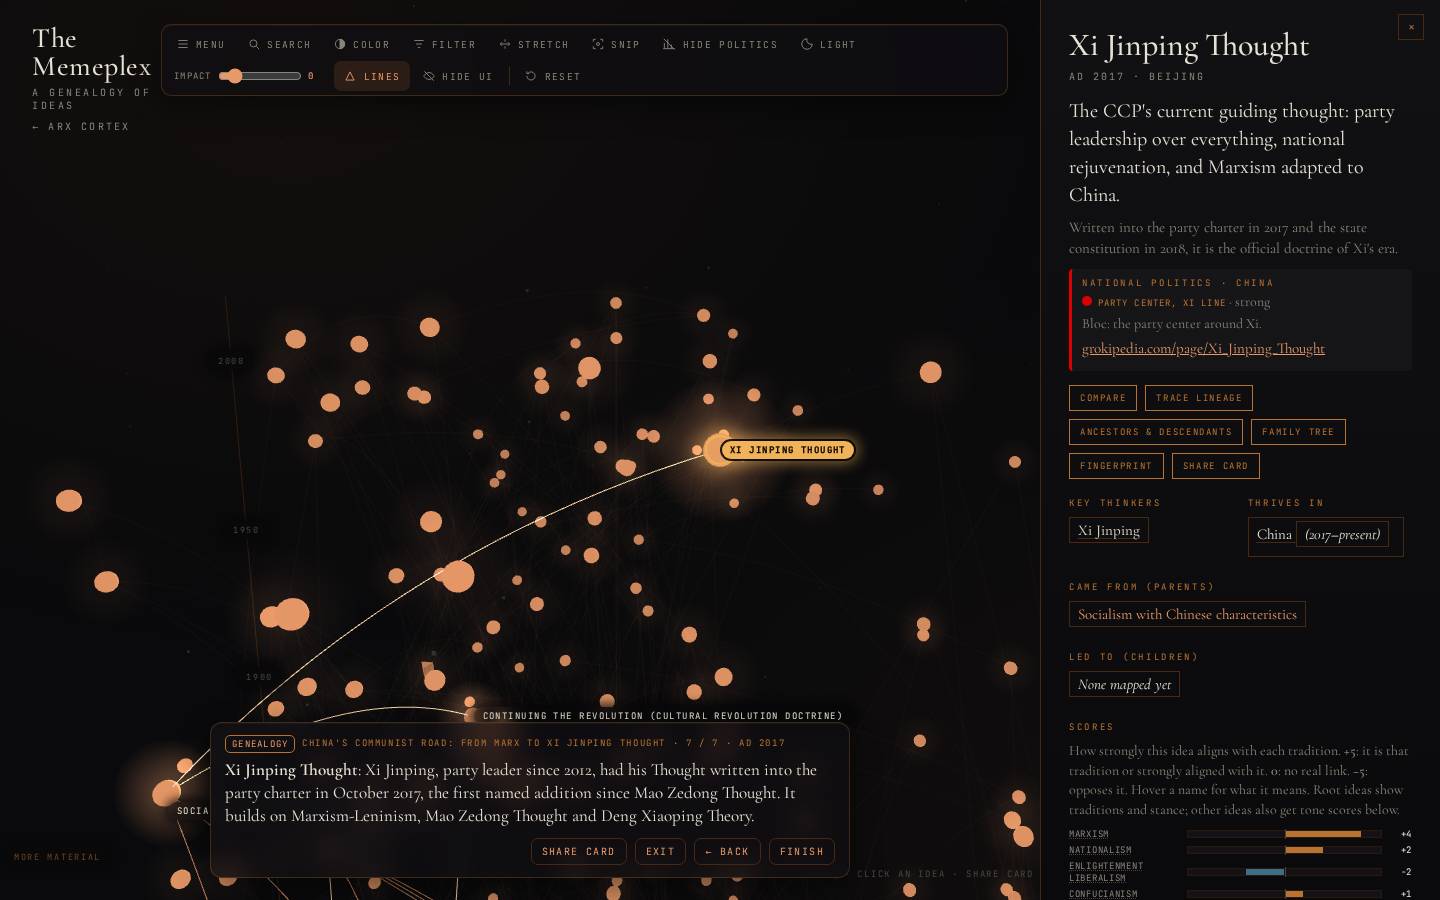 The
Memeplex
A GENEALOGY OF
IDEAS
← ARX CORTEX
MENU
SEARCH
COLOR
FILTER
STRETCH
SNIP
HIDE POLITICS
LIGHT
IMPACT
0
LINES
HIDE UI
RESET
2000
1950
1900
XI JINPING THOUGHT
CONTINUING THE REVOLUTION (CULTURAL REVOLUTION DOCTRINE)
SOCIA
GENEALOGY CHINA'S COMMUNIST ROAD: FROM MARX TO XI JINPING THOUGHT · 7 / 7 · AD 2017
Xi Jinping Thought: Xi Jinping, party leader since 2012, had his Thought written into the
party charter in October 2017, the first named addition since Mao Zedong Thought. It
builds on Marxism-Leninism, Mao Zedong Thought and Deng Xiaoping Theory.
SHARE CARD
EXIT
← BACK
FINISH
MORE MATERIAL
CLICK AN IDEA · SHARE CARD
×
Xi Jinping Thought
AD 2017 · BEIJING
The CCP's current guiding thought: party
leadership over everything, national
rejuvenation, and Marxism adapted to
China.
Written into the party charter in 2017 and the state
constitution in 2018, it is the official doctrine of Xi's era.
NATIONAL POLITICS · CHINA
PARTY CENTER, XI LINE · strong
Bloc: the party center around Xi.
grokipedia.com/page/Xi_Jinping_Thought
COMPARE
TRACE LINEAGE
ANCESTORS & DESCENDANTS
FAMILY TREE
FINGERPRINT
SHARE CARD
KEY THINKERS
Xi Jinping
THRIVES IN
China (2017–present)
CAME FROM (PARENTS)
Socialism with Chinese characteristics
LED TO (CHILDREN)
None mapped yet
SCORES
How strongly this idea aligns with each tradition. +5: it is that
tradition or strongly aligned with it. 0: no real link. −5:
opposes it. Hover a name for what it means. Root ideas show
traditions and stance; other ideas also get tone scores below.
MARXISM +4
NATIONALISM +2
ENLIGHTENMENT
LIBERALISM -2
CONFUCIANISM +1